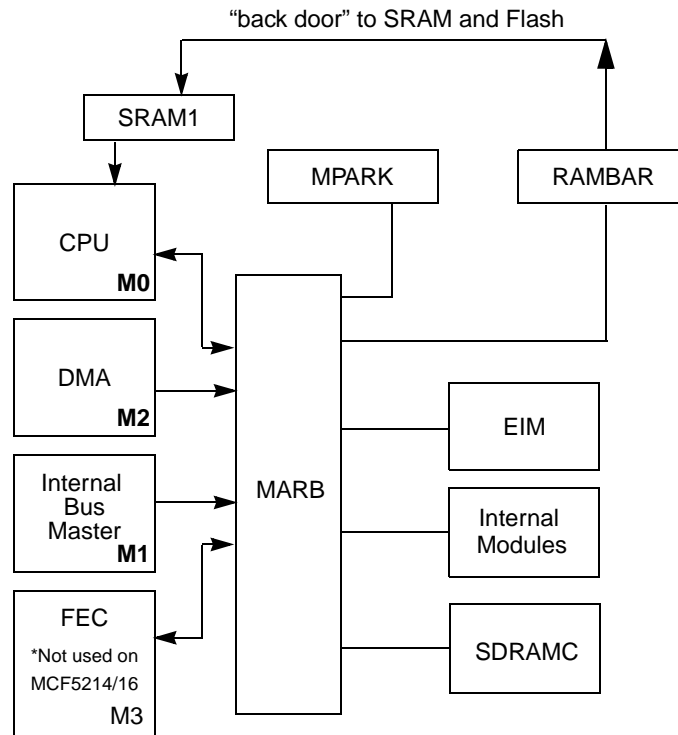 “back door” to SRAM and Flash
SRAM1
MPARK
RAMBAR
CPU
M0
DMA
M2
EIM
MARB
Internal
Bus
Master
M1
Internal
Modules
FEC
*Not used on
MCF5214/16
M3
SDRAMC